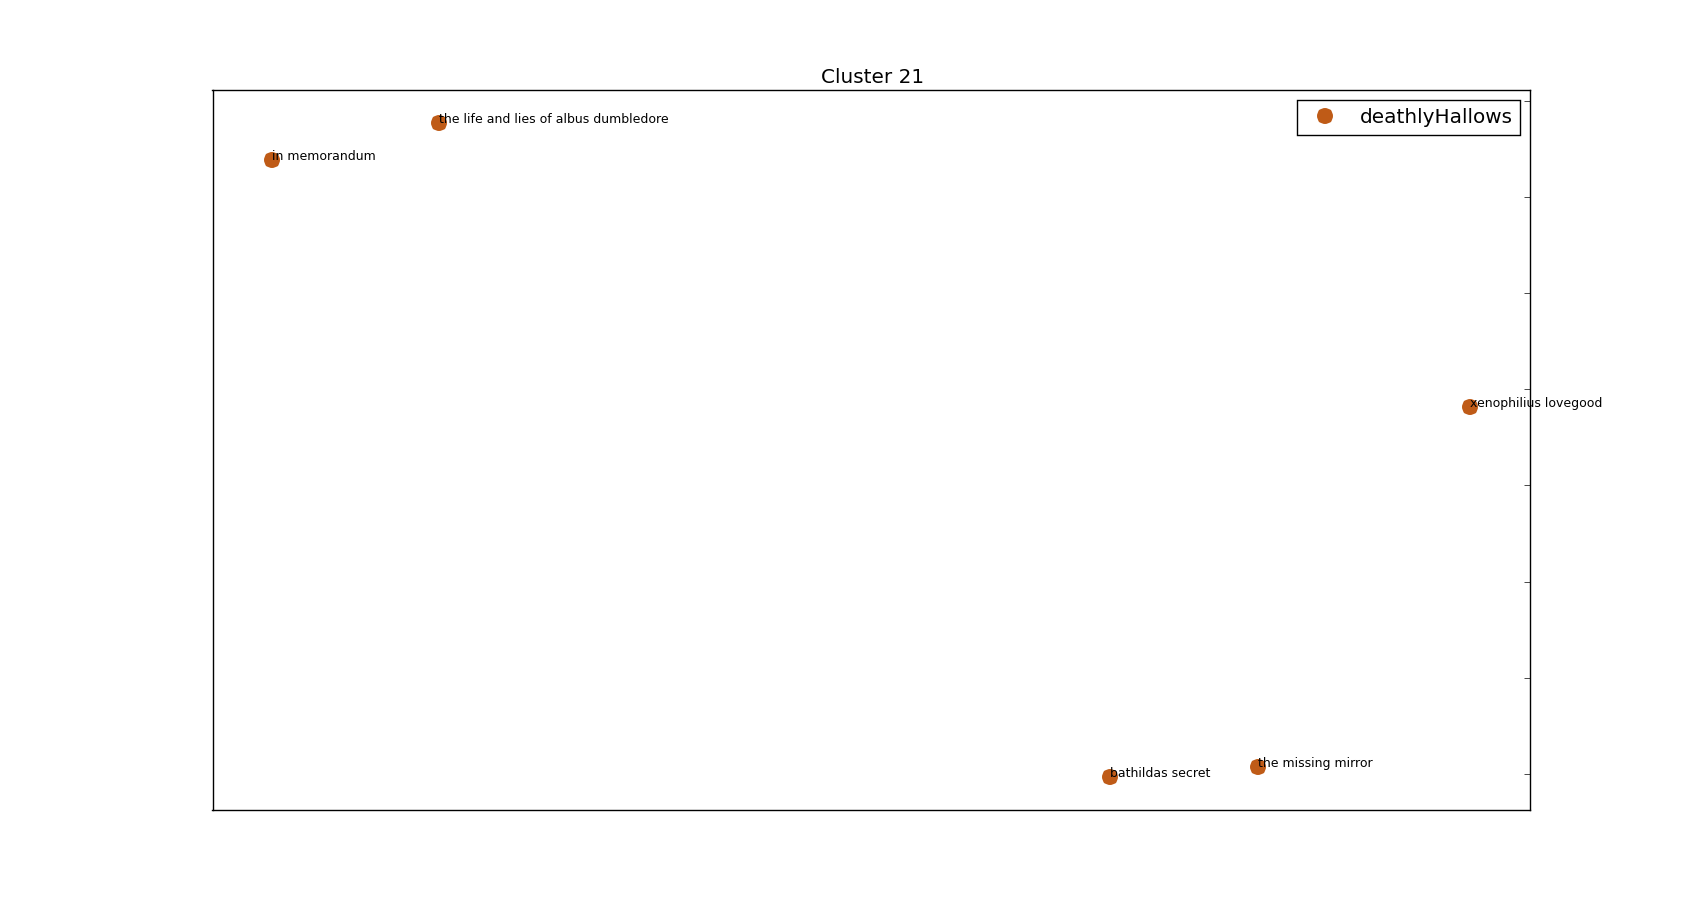 Cluster 21
deathlyHallows
the life and lies of albus dumbledore
in memorandum
xenophilius lovegood
the missing mirror
bathildas secret